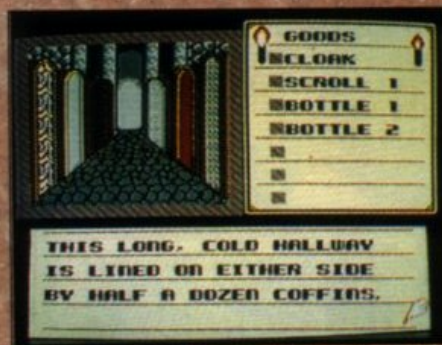 GOODS
CLOAK
SCROLL 1
BOTTLE 1
BOTTLE 2
THIS LONG, COLD HALLWAY
IS LINED ON EITHER SIDE
BY HALF A DOZEN COFFINS.